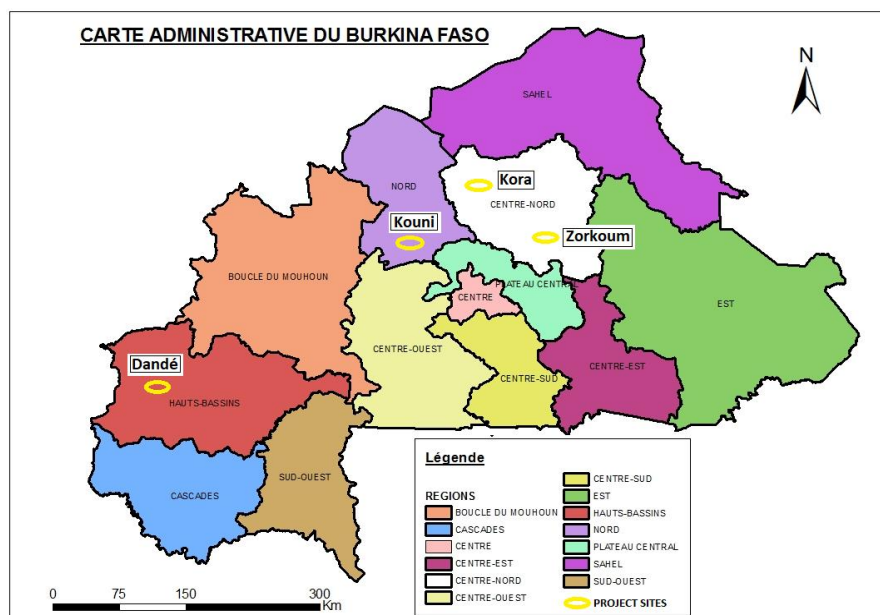 CARTE ADMINISTRATIVE DU BURKINA FASO
N
SAHEL
NORD
Kora
CENTRE-NORD
Kouni
Zorkoum
BOUCLE DU MOUHOUN
PLATEAU CENTRAL
CENTRE
EST
CENTRE-OUEST
Dandé
CENTRE-EST
CENTRE-SUD
HAUTS-BASSINS
SUD-OUEST
CASCADES
Légende
REGIONS
BOUCLE DU MOUHOUN
CASCADES
CENTRE
CENTRE-EST
CENTRE-NORD
CENTRE-OUEST
CENTRE-SUD
EST
HAUTS-BASSINS
NORD
PLATEAU CENTRAL
SAHEL
SUD-OUEST
PROJECT SITES
0 75 150 300
Km